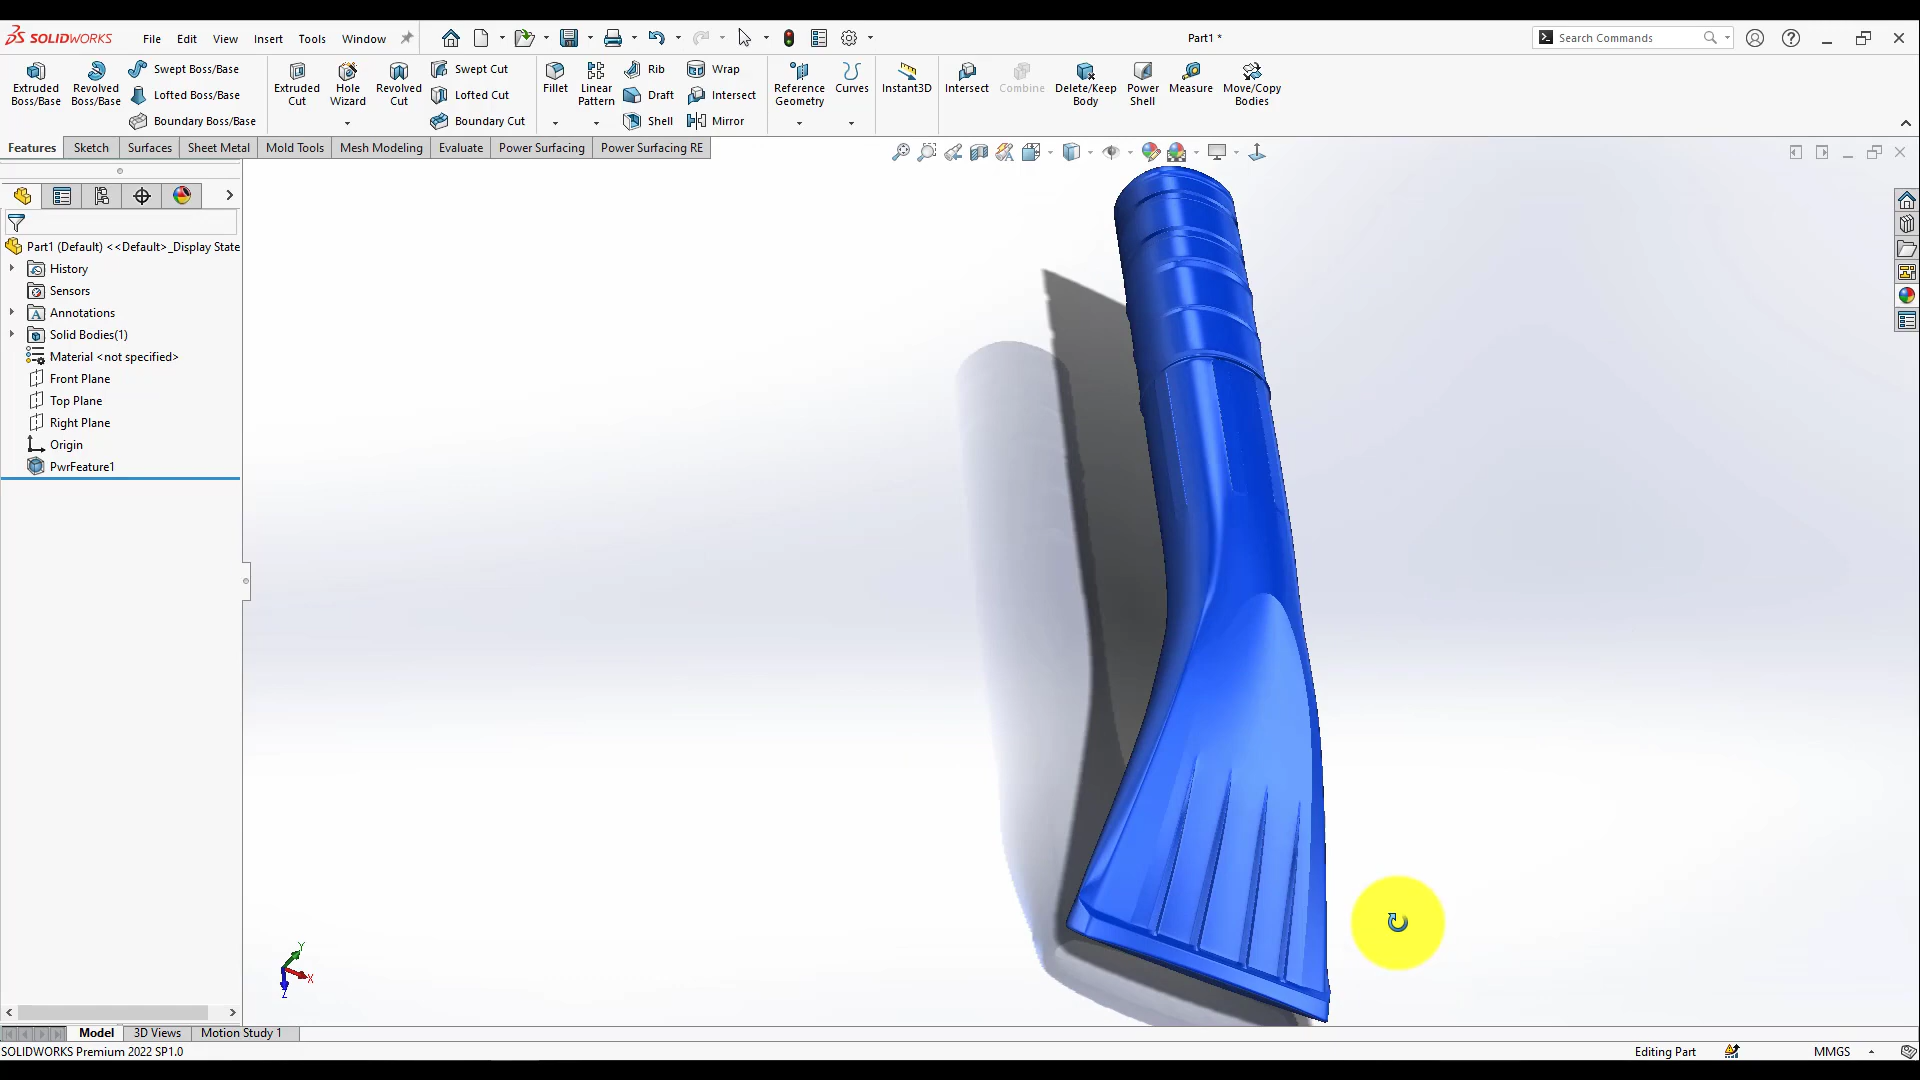 SOLIDWORKS File Edit View Insert Tools Window Part1 * Search Commands
Extruded Boss/Base
Revolved Boss/Base
Swept Boss/Base
Lofted Boss/Base
Boundary Boss/Base
Extruded Cut
Hole Wizard
Revolved Cut
Swept Cut
Lofted Cut
Boundary Cut
Fillet
Linear Pattern
Rib
Draft
Shell
Wrap
Intersect
Mirror
Reference Geometry
Curves
Instant3D
Intersect
Combine
Delete/Keep Body
Power Shell
Measure
Move/Copy Bodies
Features Sketch Surfaces Sheet Metal Mold Tools Mesh Modeling Evaluate Power Surfacing Power Surfacing RE
Part1 (Default) <<Default>_Display State
History
Sensors
Annotations
Solid Bodies(1)
Material <not specified>
Front Plane
Top Plane
Right Plane
Origin
PwrFeature1
Y
X
Z
Model 3D Views Motion Study 1
SOLIDWORKS Premium 2022 SP1.0 Editing Part MMGS